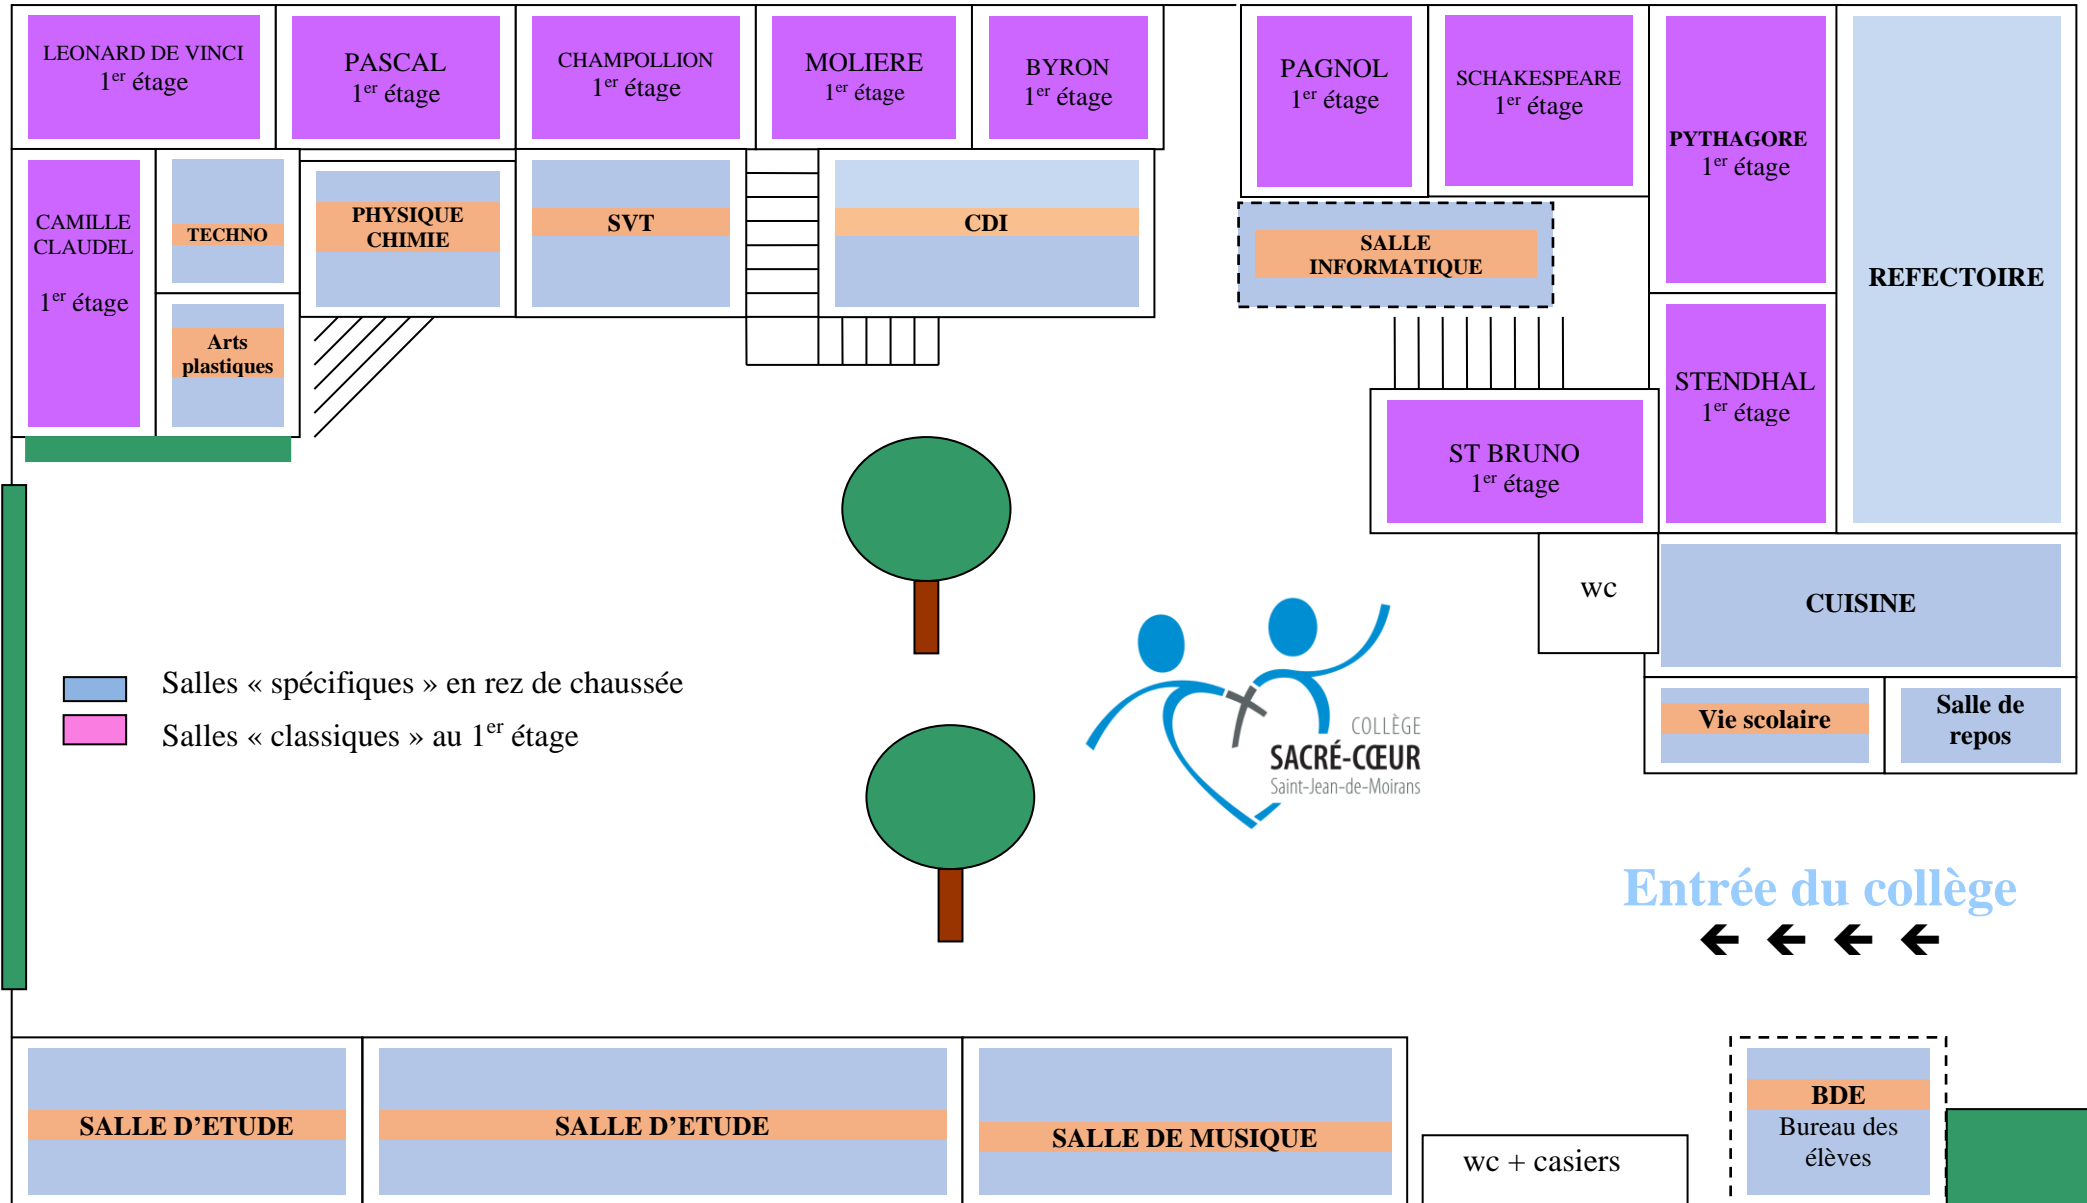 LEONARD DE VINCI
1er étage
PASCAL
1er étage
CHAMPOLLION
1er étage
MOLIERE
1er étage
BYRON
1er étage
PAGNOL
1er étage
SCHAKESPEARE
1er étage
PYTHAGORE
1er étage
REFECTOIRE
CAMILLE
CLAUDEL
1er étage
TECHNO
PHYSIQUE
CHIMIE
SVT
CDI
SALLE
INFORMATIQUE
Arts
plastiques
STENDHAL
1er étage
ST BRUNO
1er étage
wc
CUISINE
Salles « spécifiques » en rez de chaussée
Salles « classiques » au 1er étage
COLLÈGE
SACRÉ-CŒUR
Saint-Jean-de-Moirans
Vie scolaire
Salle de
repos
Entrée du collège
SALLE D’ETUDE
SALLE D’ETUDE
SALLE DE MUSIQUE
wc + casiers
BDE
Bureau des
élèves